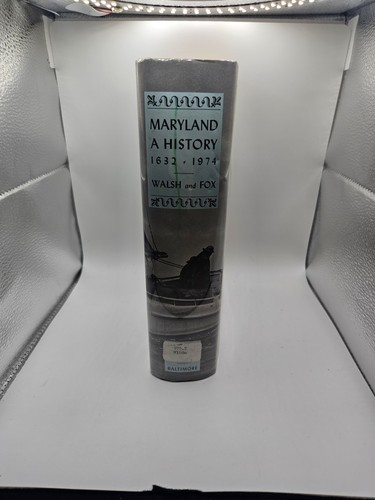 MARYLAND
A HISTORY
1632 - 1974
WALSH and FOX
BALTIMORE